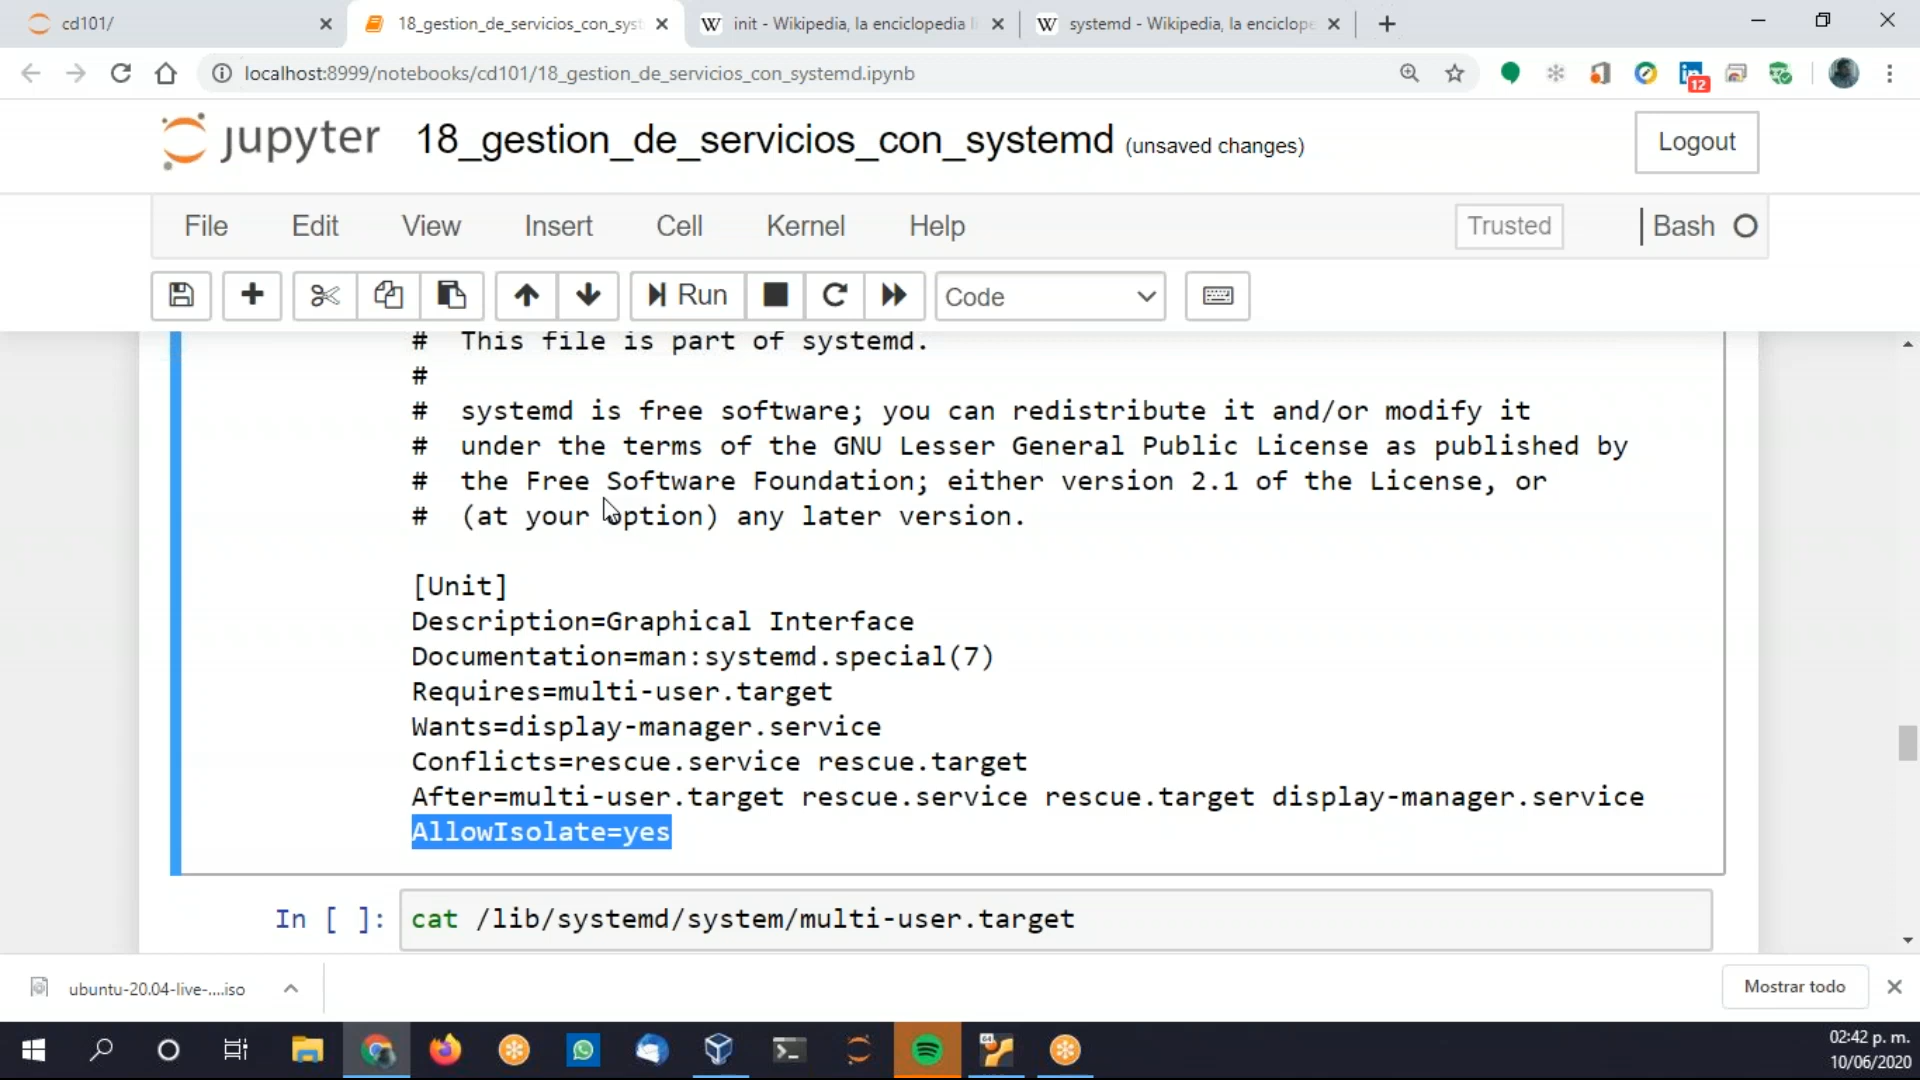 cd101/
18_gestion_de_servicios_con_syst
init - Wikipedia, la enciclopedia l
systemd - Wikipedia, la enciclope
localhost:8999/notebooks/cd101/18_gestion_de_servicios_con_systemd.ipynb
12
jupyter 18_gestion_de_servicios_con_systemd (unsaved changes)
Logout
File Edit View Insert Cell Kernel Help
Trusted
Bash
Run
Code
#  This file is part of systemd.
#
#  systemd is free software; you can redistribute it and/or modify it
#  under the terms of the GNU Lesser General Public License as published by
#  the Free Software Foundation; either version 2.1 of the License, or
#  (at your option) any later version.
[Unit]
Description=Graphical Interface
Documentation=man:systemd.special(7)
Requires=multi-user.target
Wants=display-manager.service
Conflicts=rescue.service rescue.target
After=multi-user.target rescue.service rescue.target display-manager.service
AllowIsolate=yes
In [ ]: cat /lib/systemd/system/multi-user.target
ubuntu-20.04-live-....iso
Mostrar todo
02:42 p. m.
10/06/2020